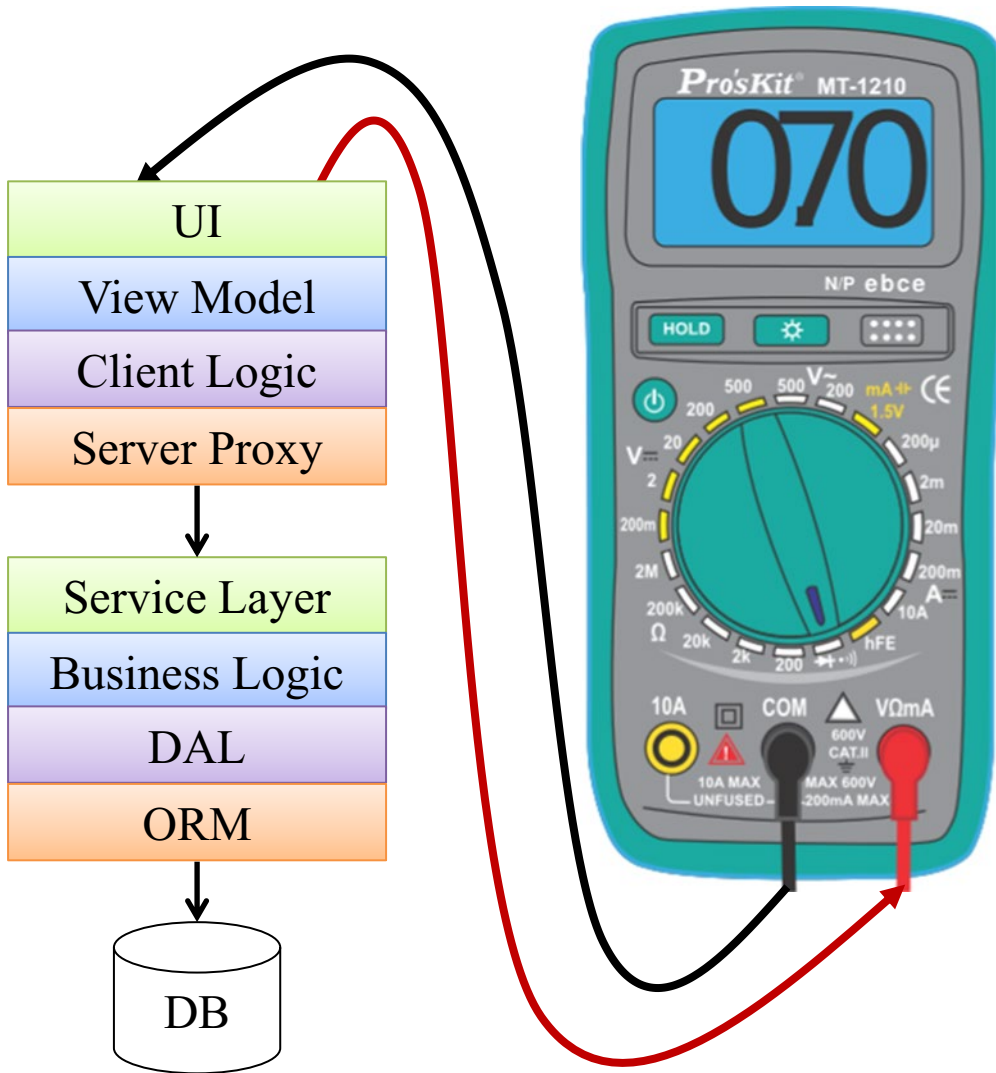 UI
View Model
Client Logic
Server Proxy
Service Layer
Business Logic
DAL
ORM
DB
Pro'sKit® MT-1210
0.70
N/P ebce
HOLD
V~
500
200
mA
1.5V
CE
200µ
2m
20m
200m
A
10A
hFE
200
2k
20k
200k
Ω
2M
200m
2
V
20
200
500
10A
COM
VΩmA
600V
CAT.II
10A MAX
UNFUSED
MAX 600V
200mA MAX